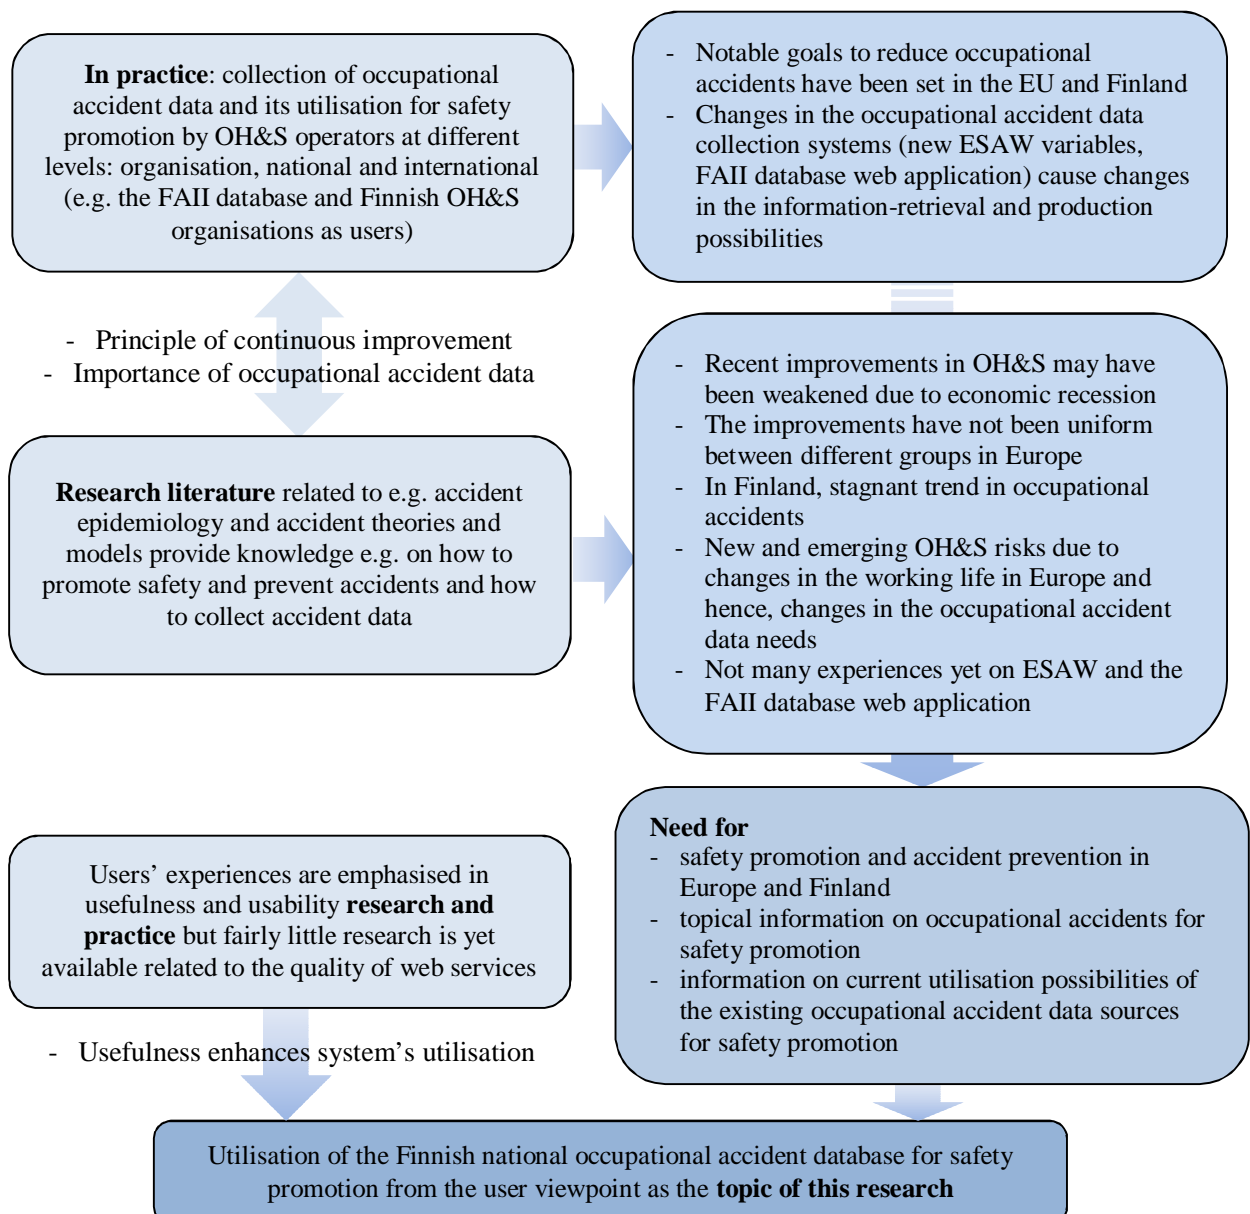 In practice: collection of occupational
accident data and its utilisation for safety
promotion by OH&S operators at different
levels: organisation, national and international
(e.g. the FAII database and Finnish OH&S
organisations as users)
- Notable goals to reduce occupational
accidents have been set in the EU and Finland
- Changes in the occupational accident data
collection systems (new ESAW variables,
FAII database web application) cause changes
in the information-retrieval and production
possibilities
- Principle of continuous improvement
- Importance of occupational accident data
Research literature related to e.g. accident
epidemiology and accident theories and
models provide knowledge e.g. on how to
promote safety and prevent accidents and how
to collect accident data
- Recent improvements in OH&S may have
been weakened due to economic recession
- The improvements have not been uniform
between different groups in Europe
- In Finland, stagnant trend in occupational
accidents
- New and emerging OH&S risks due to
changes in the working life in Europe and
hence, changes in the occupational accident
data needs
- Not many experiences yet on ESAW and the
FAII database web application
Users’ experiences are emphasised in
usefulness and usability research and
practice but fairly little research is yet
available related to the quality of web services
- Usefulness enhances system’s utilisation
Need for
- safety promotion and accident prevention in
Europe and Finland
- topical information on occupational accidents for
safety promotion
- information on current utilisation possibilities of
the existing occupational accident data sources
for safety promotion
Utilisation of the Finnish national occupational accident database for safety
promotion from the user viewpoint as the topic of this research